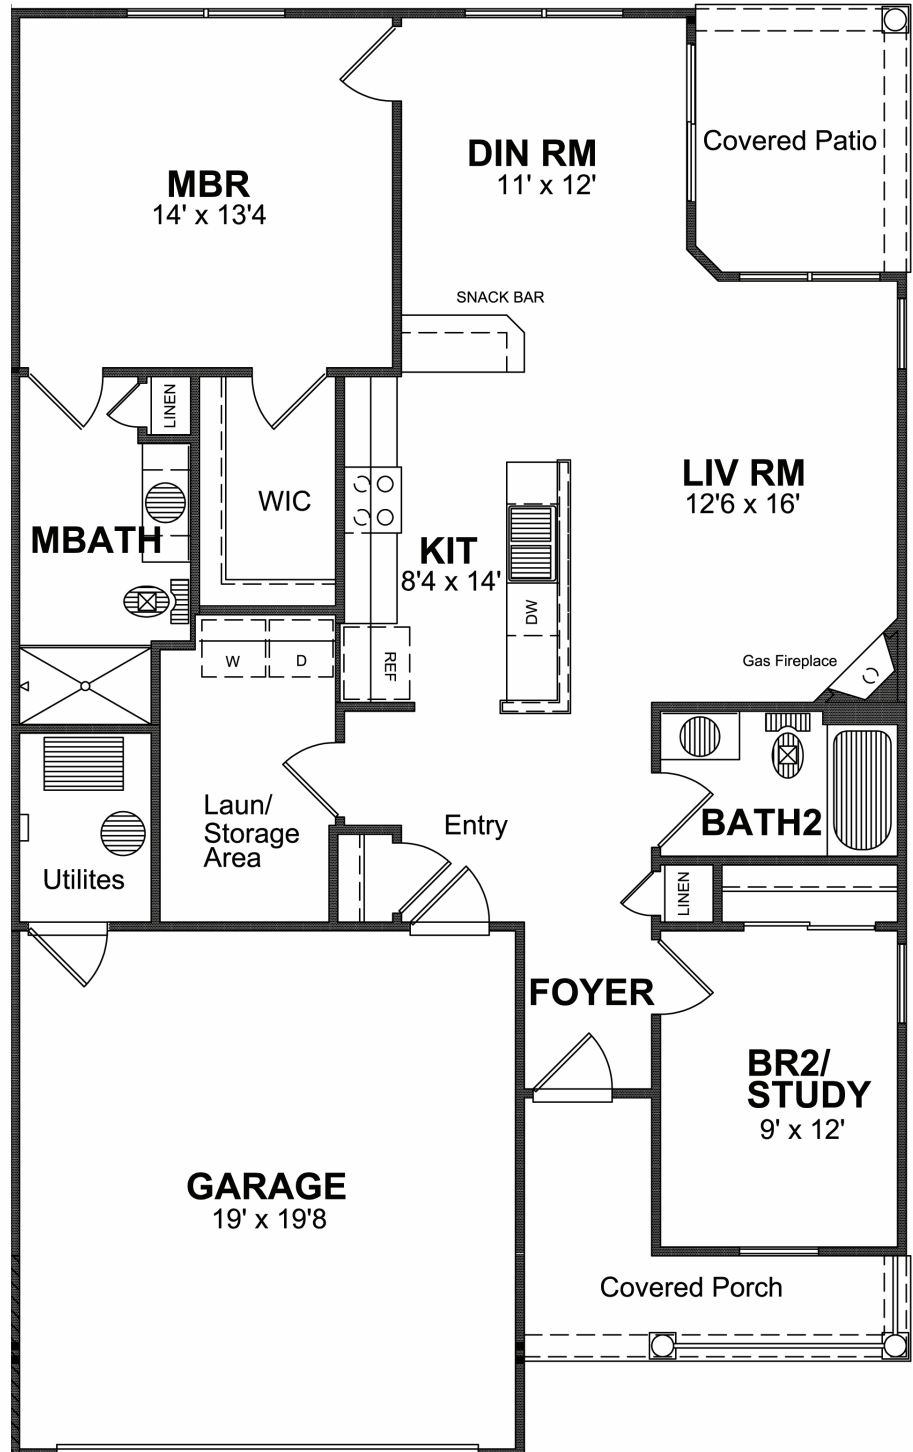 MBR
14' x 13'4
DIN RM
11' x 12'
Covered Patio
SNACK BAR
LINEN
WIC
MBATH
KIT
8'4 x 14'
DW
LIV RM
12'6 x 16'
Gas Fireplace
W
D
REF
Laun/
Storage
Area
Entry
Utilites
BATH2
LINEN
FOYER
BR2/
STUDY
9' x 12'
GARAGE
19' x 19'8
Covered Porch